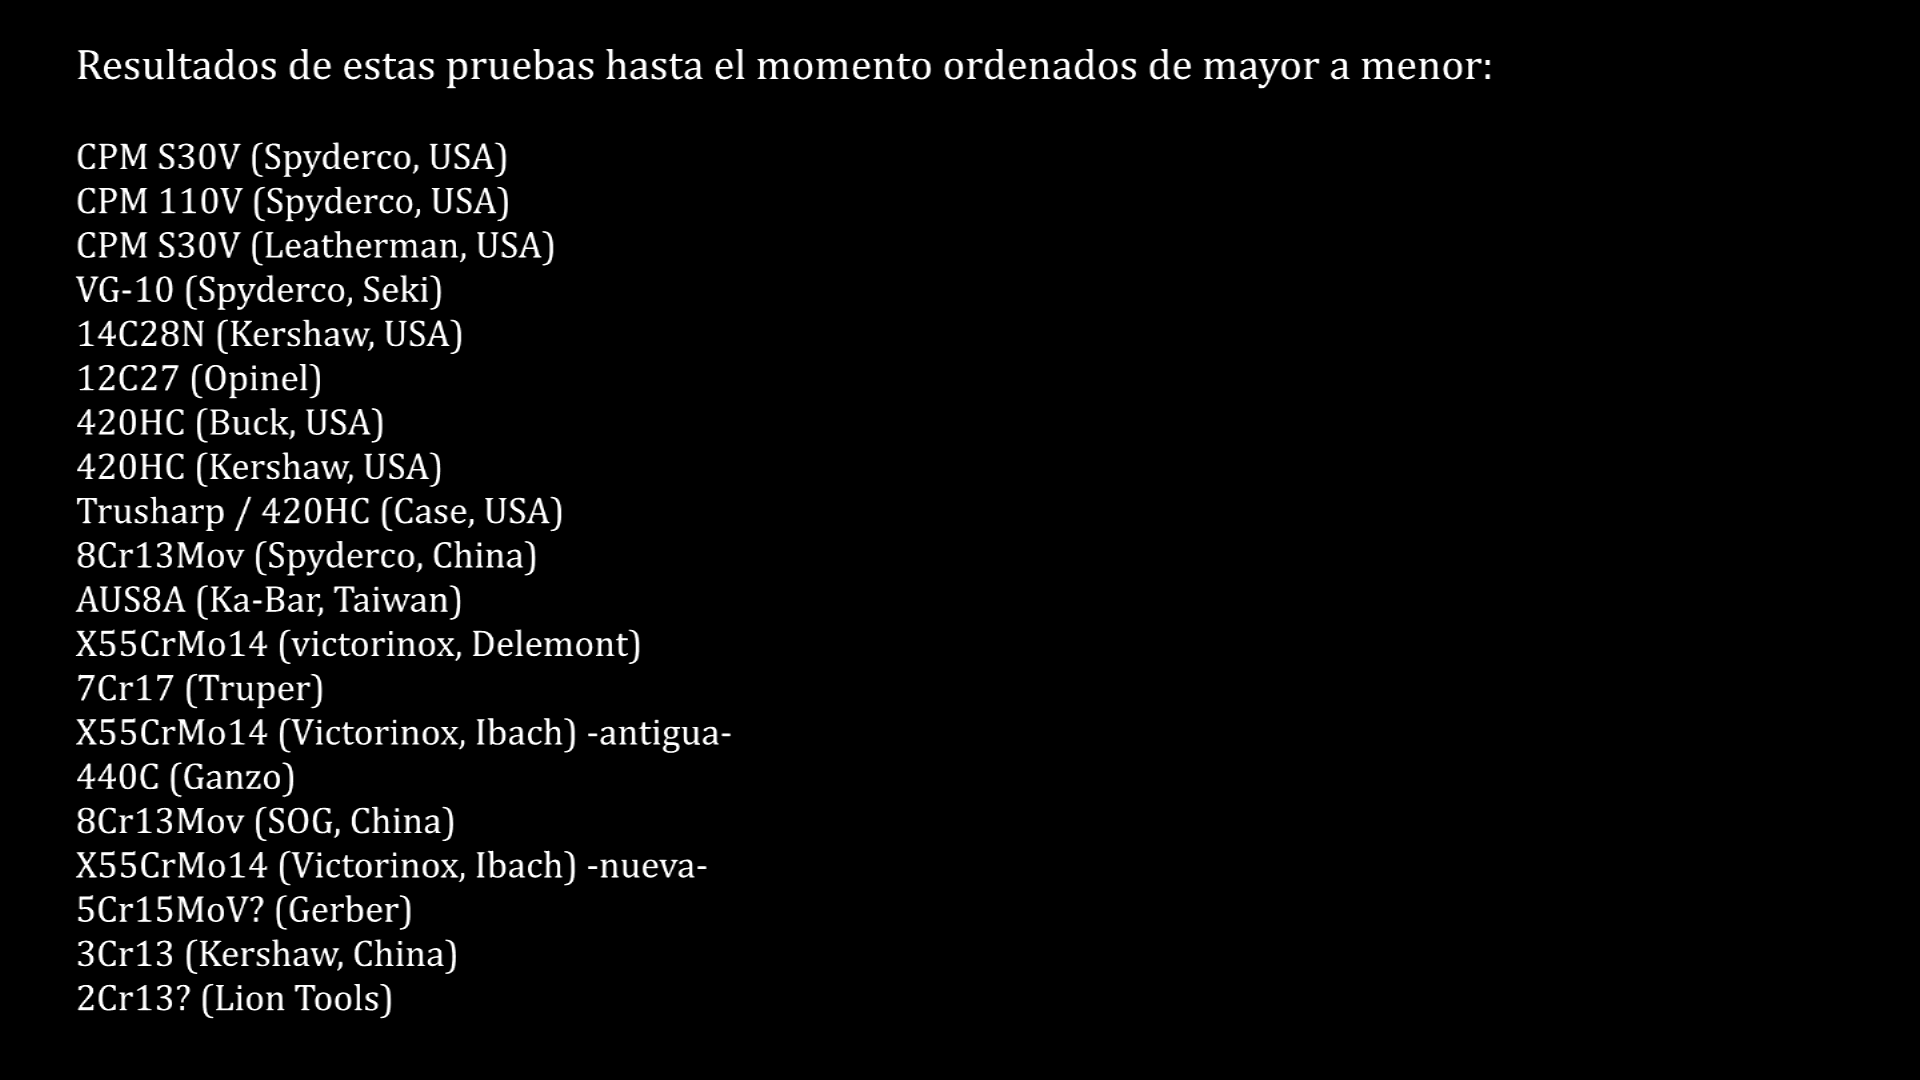 Resultados de estas pruebas hasta el momento ordenados de mayor a menor:
CPM S30V (Spyderco, USA)
CPM 110V (Spyderco, USA)
CPM S30V (Leatherman, USA)
VG-10 (Spyderco, Seki)
14C28N (Kershaw, USA)
12C27 (Opinel)
420HC (Buck, USA)
420HC (Kershaw, USA)
Trusharp / 420HC (Case, USA)
8Cr13Mov (Spyderco, China)
AUS8A (Ka-Bar, Taiwan)
X55CrMo14 (victorinox, Delemont)
7Cr17 (Truper)
X55CrMo14 (Victorinox, Ibach) -antigua-
440C (Ganzo)
8Cr13Mov (SOG, China)
X55CrMo14 (Victorinox, Ibach) -nueva-
5Cr15MoV? (Gerber)
3Cr13 (Kershaw, China)
2Cr13? (Lion Tools)